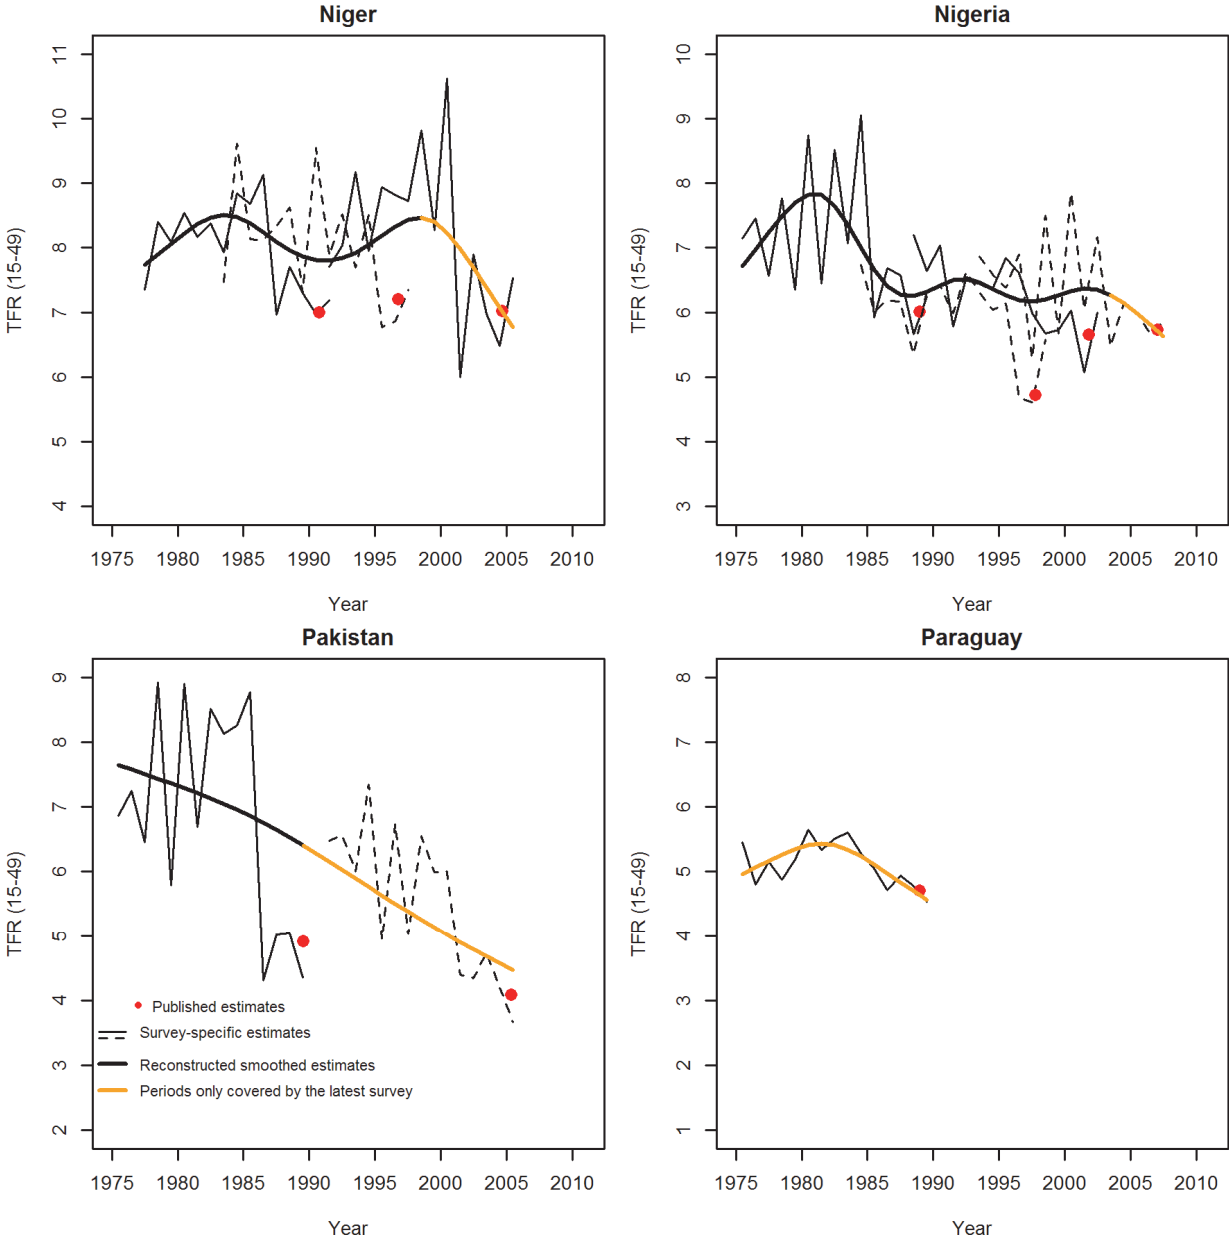 Niger
TFR (15-49)
11
10
9
8
7
6
5
4
1975 1980 1985 1990 1995 2000 2005 2010
Year
Nigeria
TFR (15-49)
10
9
8
7
6
5
4
3
1975 1980 1985 1990 1995 2000 2005 2010
Year
Pakistan
TFR (15-49)
9
8
7
6
5
4
3
2
Published estimates
Survey-specific estimates
Reconstructed smoothed estimates
Periods only covered by the latest survey
1975 1980 1985 1990 1995 2000 2005 2010
Year
Paraguay
TFR (15-49)
8
7
6
5
4
3
2
1
1975 1980 1985 1990 1995 2000 2005 2010
Year